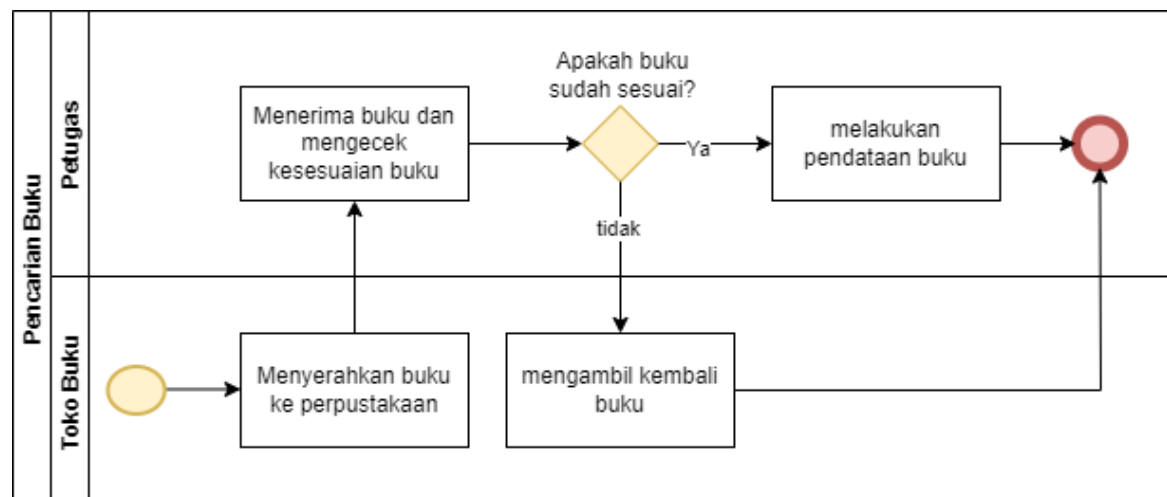 Pencarian Buku
Petugas
Menerima buku dan
mengecek
kesesuaian buku
Apakah buku
sudah sesuai?
Ya
melakukan
pendataan buku
tidak
Toko Buku
Menyerahkan buku
ke perpustakaan
mengambil kembali
buku